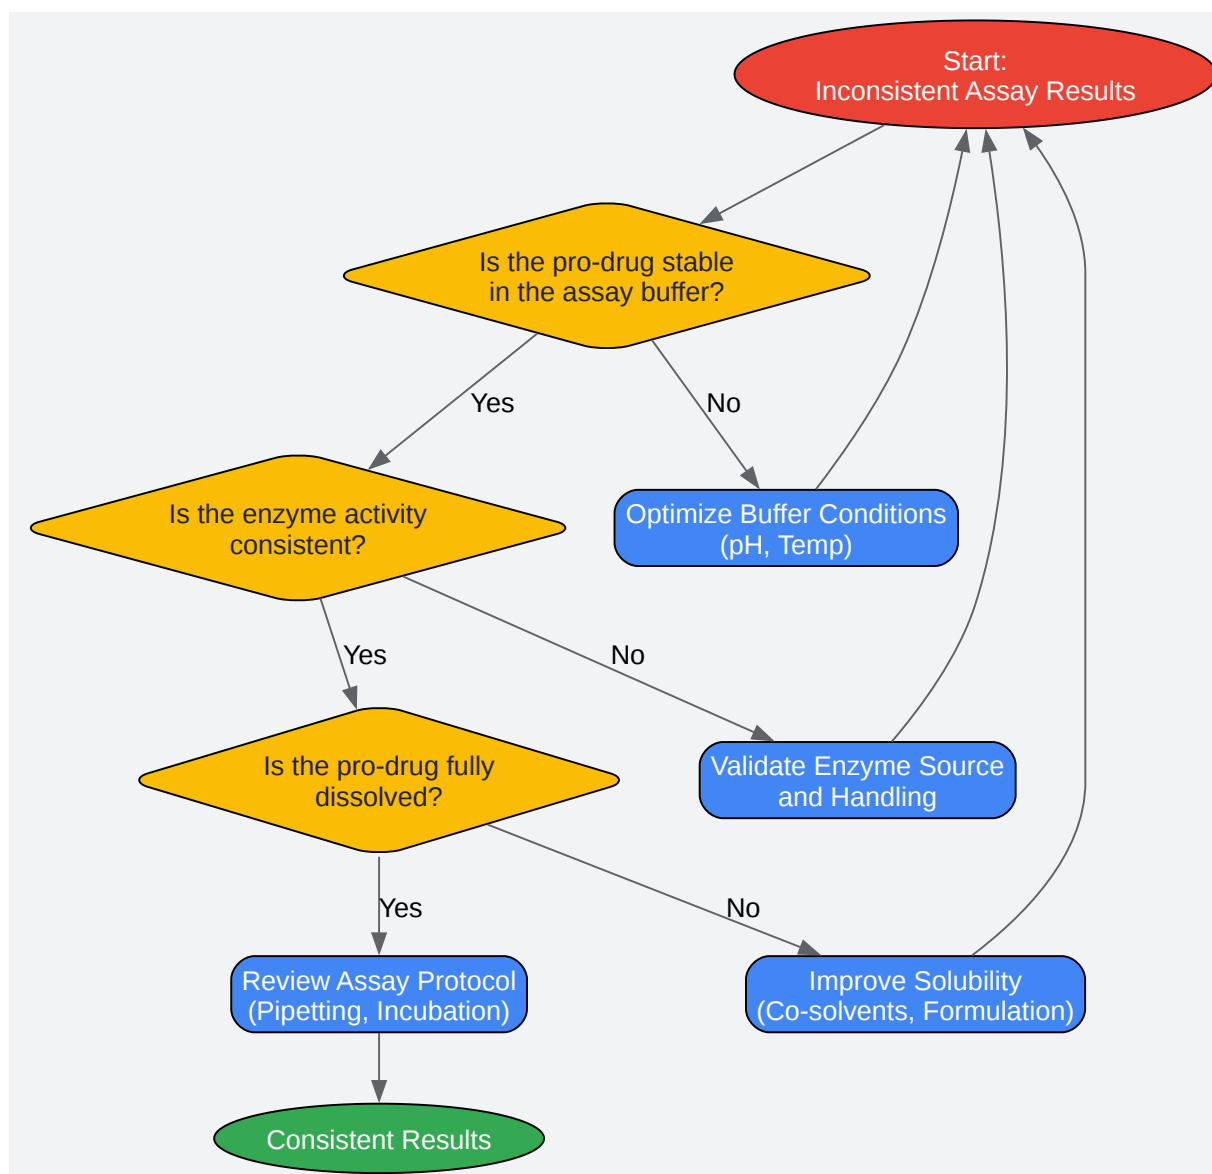 Start:
Inconsistent Assay Results
Is the pro-drug stable
in the assay buffer?
Yes
No
Is the enzyme activity
consistent?
Optimize Buffer Conditions
(pH, Temp)
Yes
No
Is the pro-drug fully
dissolved?
Validate Enzyme Source
and Handling
Yes
No
Review Assay Protocol
(Pipetting, Incubation)
Improve Solubility
(Co-solvents, Formulation)
Consistent Results